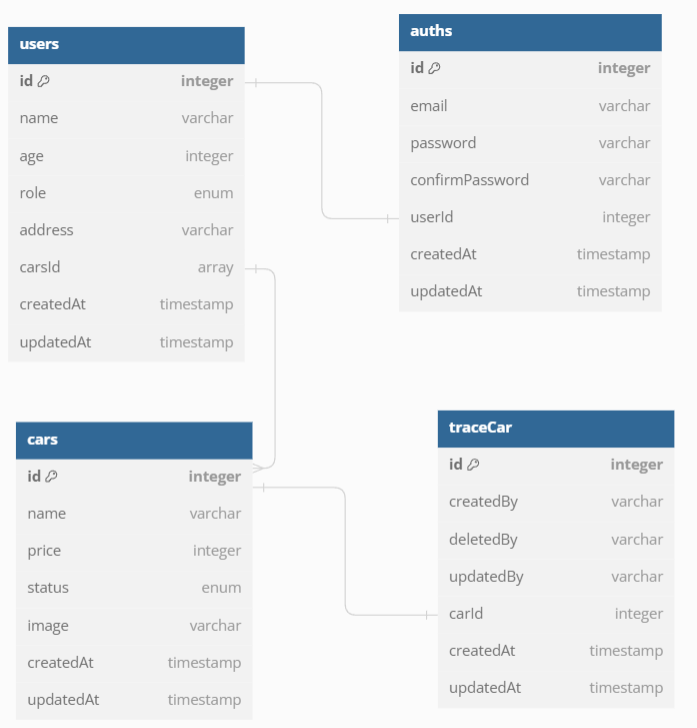 users
id integer
name varchar
age integer
role enum
address varchar
carsId array
createdAt timestamp
updatedAt timestamp
auths
id integer
email varchar
password varchar
confirmPassword varchar
userId integer
createdAt timestamp
updatedAt timestamp
cars
id integer
name varchar
price integer
status enum
image varchar
createdAt timestamp
updatedAt timestamp
traceCar
id integer
createdBy varchar
deletedBy varchar
updatedBy varchar
carId integer
createdAt timestamp
updatedAt timestamp